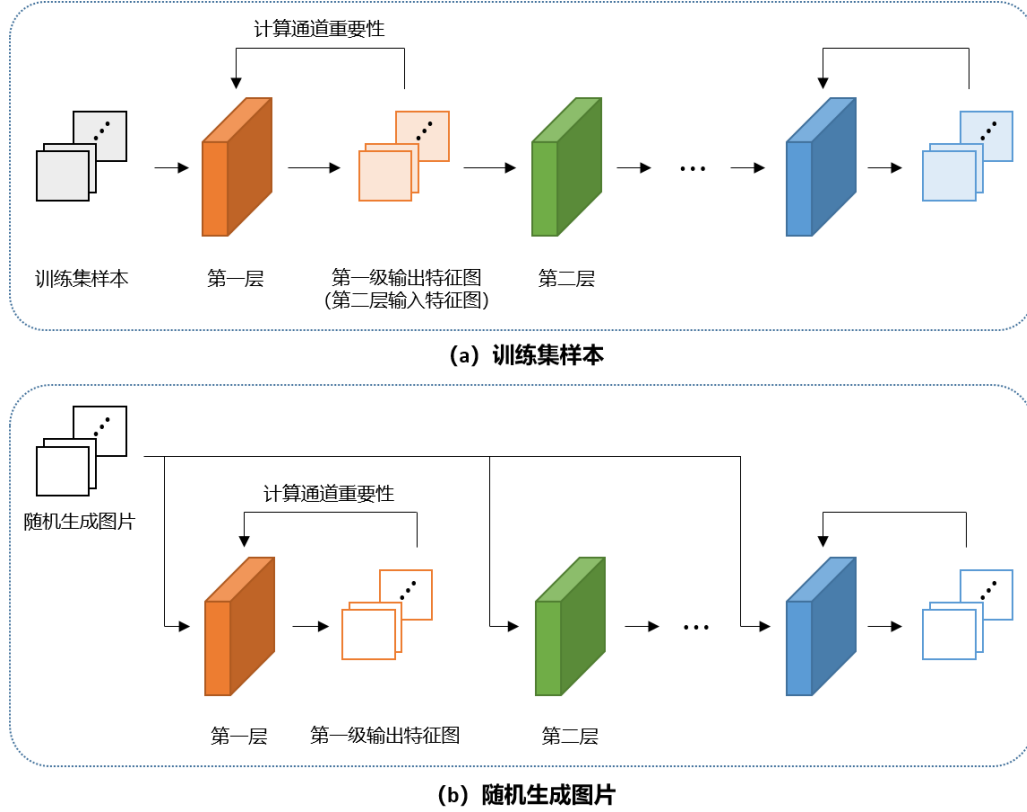 计算通道重要性
训练集样本
第一层
第一级输出特征图
(第二层输入特征图)
第二层
(a) 训练集样本
随机生成图片
计算通道重要性
第一层
第一级输出特征图
第二层
(b) 随机生成图片